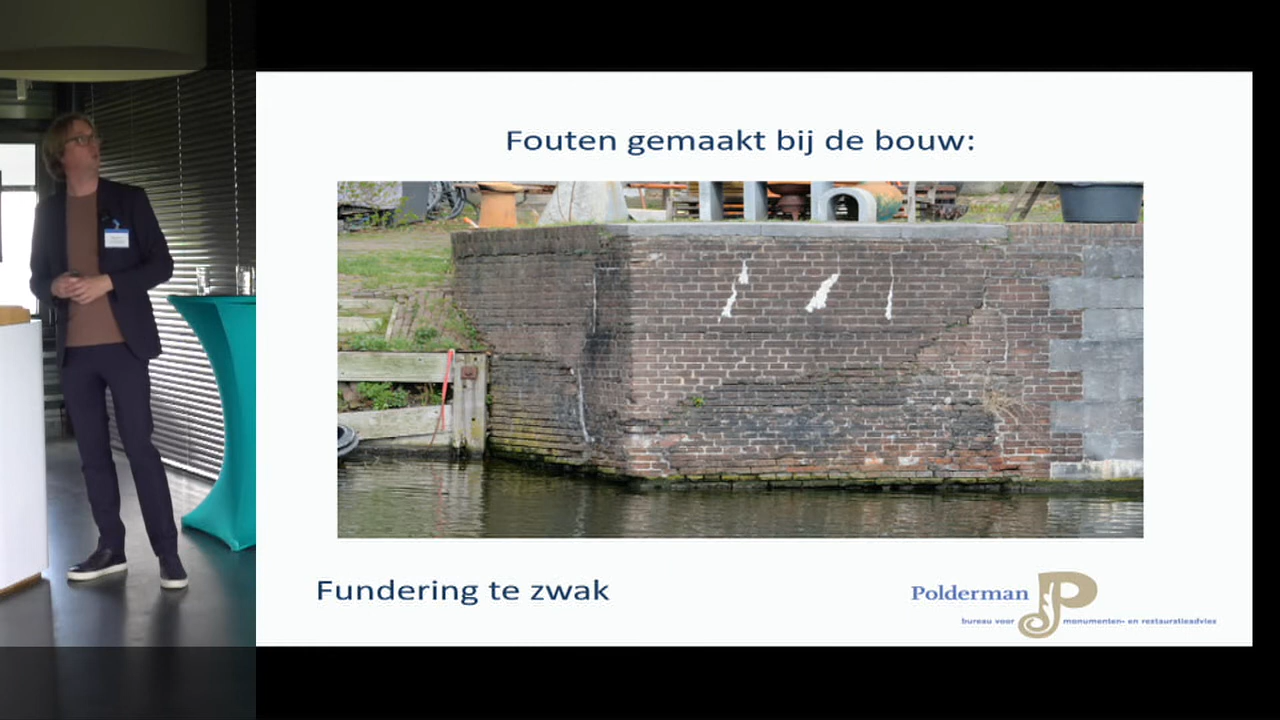 Fouten gemaakt bij de bouw:
Fundering te zwak
Polderman
bureau voor monumenten- en restauratieadvies